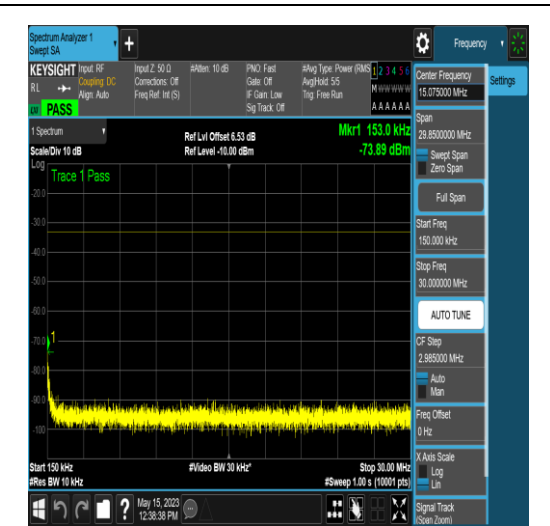 Spectrum Analyzer 1
Swept SA
Frequency
KEYSIGHT
RL
Input: RF
Coupling: DC
Align: Auto
Input Z: 50 Ω
Corrections: Off
Freq Ref: Int (S)
#Atten: 10 dB
PNO: Fast
Gate: Off
IF Gain: Low
Sig Track: Off
#Avg Type: Power (RMS
Avg|Hold: 5/5
Trig: Free Run
1 2 3 4 5 6
M W W W W W
A A A A A A
LM PASS
Center Frequency
15.075000 MHz
Settings
Span
29.8500000 MHz
Swept Span
Zero Span
Full Span
Start Freq
150.000 kHz
Stop Freq
30.000000 MHz
AUTO TUNE
CF Step
2.985000 MHz
Auto
Man
Freq Offset
0 Hz
X Axis Scale
Log
Lin
Signal Track
(Span Zoom)
1 Spectrum
Scale/Div 10 dB
Ref Lvl Offset 6.53 dB
Ref Level -10.00 dBm
Mkr1 153.0 kHz
-73.89 dBm
Log
Trace 1 Pass
-20.0
-30.0
-40.0
-50.0
-60.0
-70.0
1
-80.0
-90.0
-100
Start 150 kHz
#Res BW 10 kHz
#Video BW 30 kHz*
Stop 30.00 MHz
#Sweep 1.00 s (10001 pts)
?
May 15, 2023
12:38:38 PM